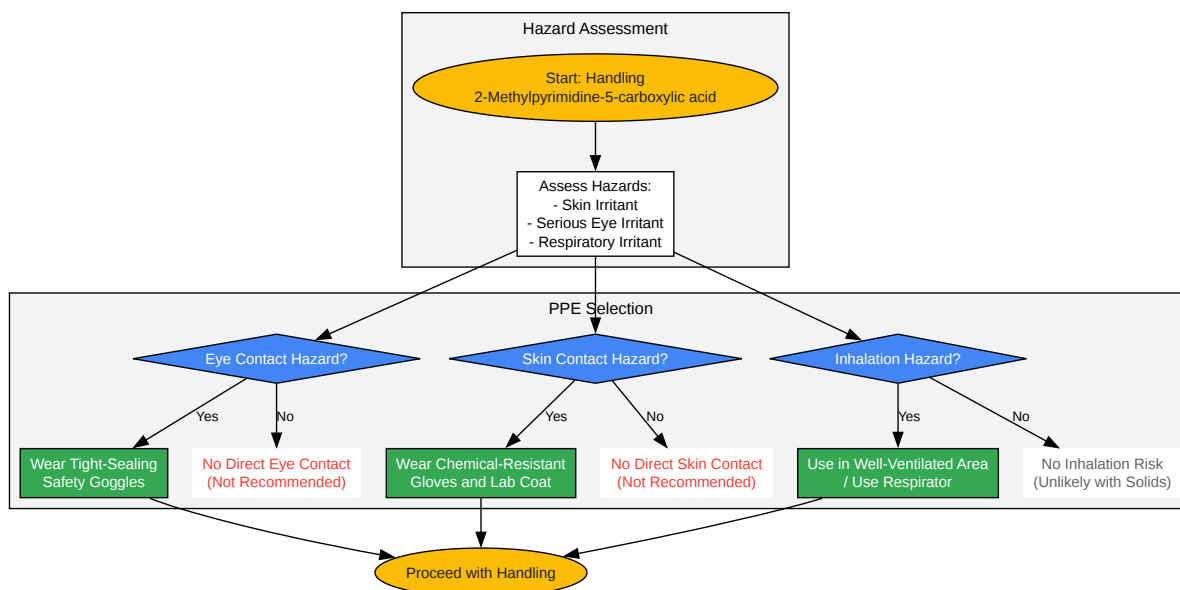 Hazard Assessment
Start: Handling
2-Methylpyrimidine-5-carboxylic acid
Assess Hazards:
- Skin Irritant
- Serious Eye Irritant
- Respiratory Irritant
PPE Selection
Eye Contact Hazard?
Skin Contact Hazard?
Inhalation Hazard?
Yes
No
Yes
No
Yes
No
Wear Tight-Sealing
Safety Goggles
No Direct Eye Contact
(Not Recommended)
Wear Chemical-Resistant
Gloves and Lab Coat
No Direct Skin Contact
(Not Recommended)
Use in Well-Ventilated Area
/ Use Respirator
No Inhalation Risk
(Unlikely with Solids)
Proceed with Handling